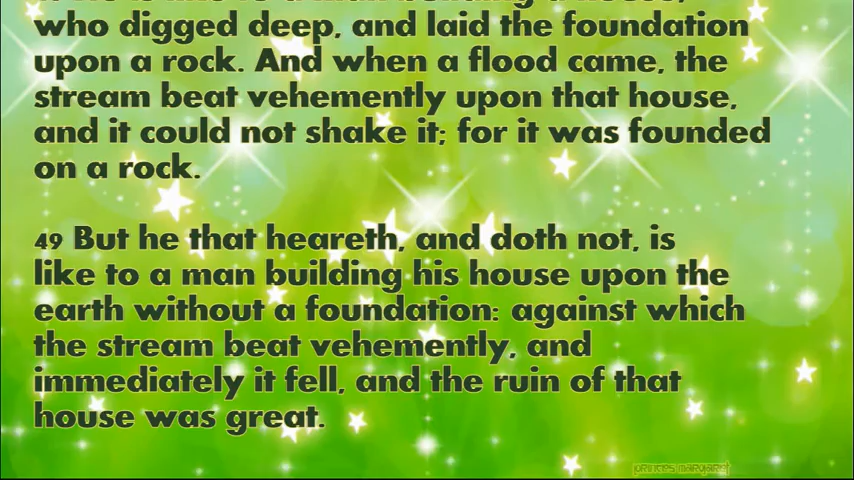 who digged deep, and laid the foundation
upon a rock. And when a flood came, the
stream beat vehemently upon that house,
and it could not shake it; for it was founded
on a rock.
49 But he that heareth, and doth not, is
like to a man building his house upon the
earth without a foundation: against which
the stream beat vehemently, and
immediately it fell, and the ruin of that
house was great.